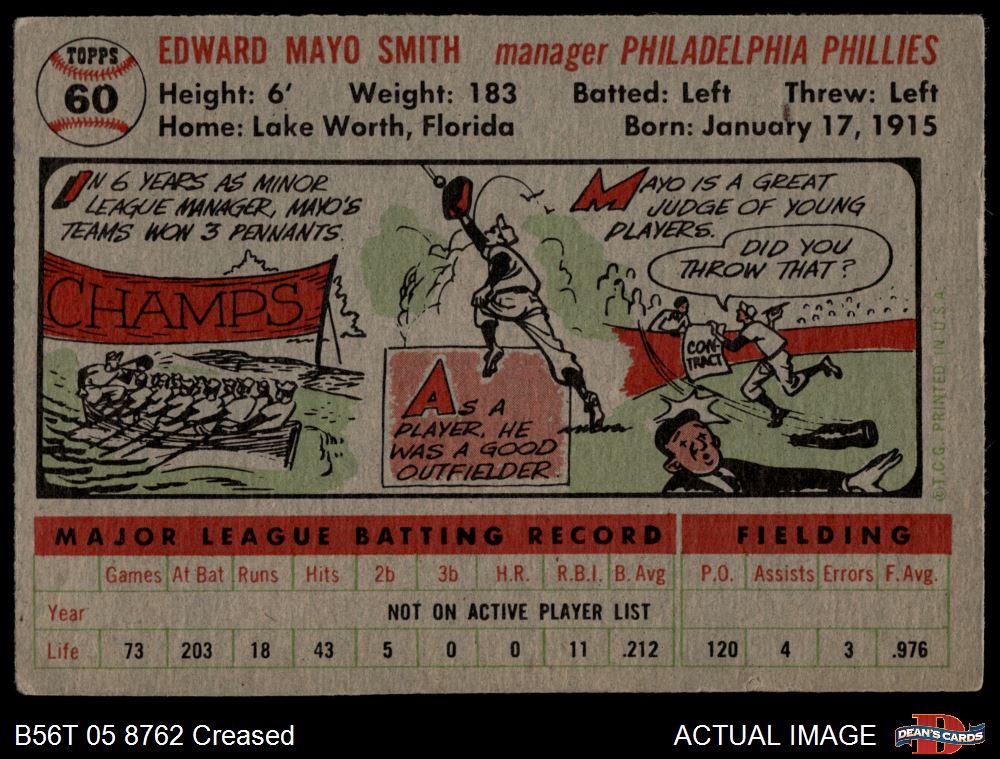 TOPPS
60
EDWARD MAYO SMITH manager PHILADELPHIA PHILLIES
Height: 6' Weight: 183 Batted: Left Threw: Left
Home: Lake Worth, Florida Born: January 17, 1915
IN 6 YEARS AS MINOR
LEAGUE MANAGER, MAYO'S
TEAMS WON 3 PENNANTS.
CHAMPS
AS A
PLAYER, HE
WAS A GOOD
OUTFIELDER.
MAYO IS A GREAT
JUDGE OF YOUNG
PLAYERS.
DID YOU
THROW THAT?
CON-
TRACT
© T.C.G. PRINTED IN U.S.A.
MAJOR LEAGUE BATTING RECORD FIELDING
Games At Bat Runs Hits 2b 3b H.R. R.B.I. B. Avg P.O. Assists Errors F. Avg.
Year NOT ON ACTIVE PLAYER LIST
Life 73 203 18 43 5 0 0 11 .212 120 4 3 .976
B56T 05 8762 Creased ACTUAL IMAGE
D
DEAN'S CARDS